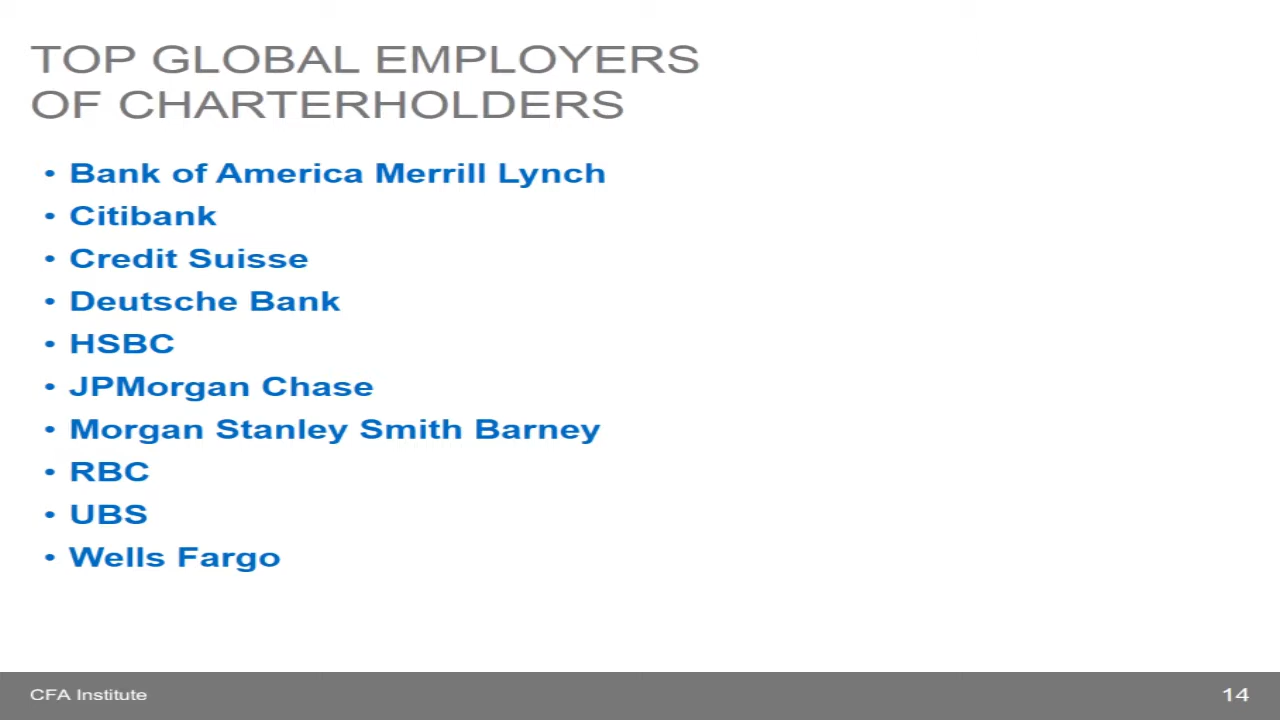 TOP GLOBAL EMPLOYERS
OF CHARTERHOLDERS
• Bank of America Merrill Lynch
• Citibank
• Credit Suisse
• Deutsche Bank
• HSBC
• JPMorgan Chase
• Morgan Stanley Smith Barney
• RBC
• UBS
• Wells Fargo
CFA Institute
14